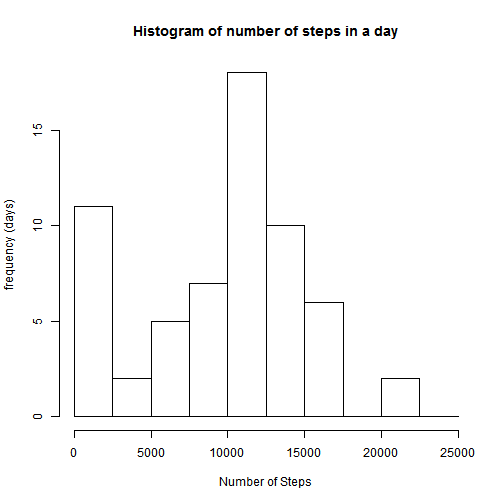 Histogram of number of steps in a day
frequency (days)
15
10
5
0
0 5000 10000 15000 20000 25000
Number of Steps